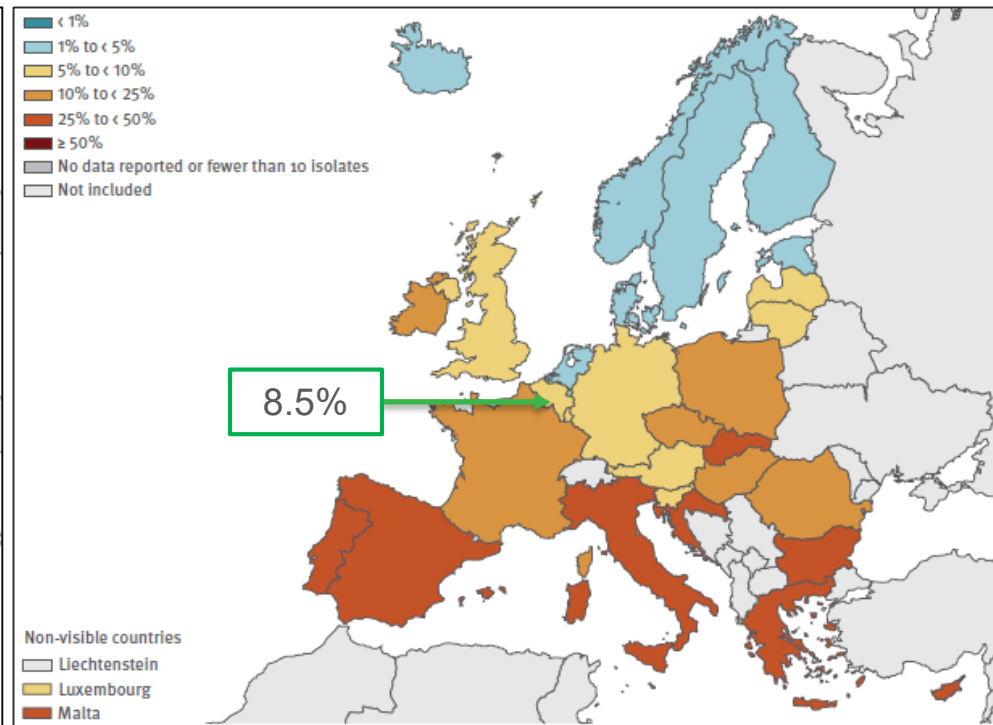 < 1%
1% to < 5%
5% to < 10%
10% to < 25%
25% to < 50%
≥ 50%
No data reported or fewer than 10 isolates
Not included
8.5%
Non-visible countries
Liechtenstein
Luxembourg
Malta